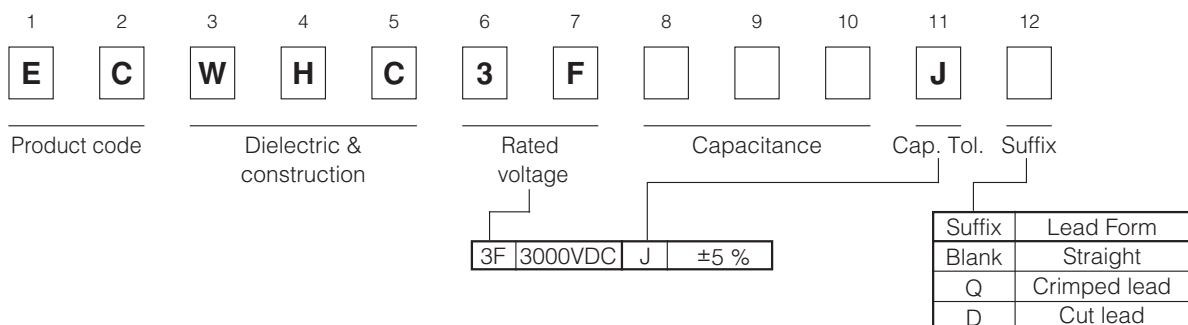 1 2 3 4 5 6 7 8 9 10 11 12
E C W H C 3 F J
Product code Dielectric & Rated Capacitance Cap. Tol. Suffix
construction voltage
3F 3000VDC J ±5 %
Suffix Lead Form
Blank Straight
Q Crimped lead
D Cut lead